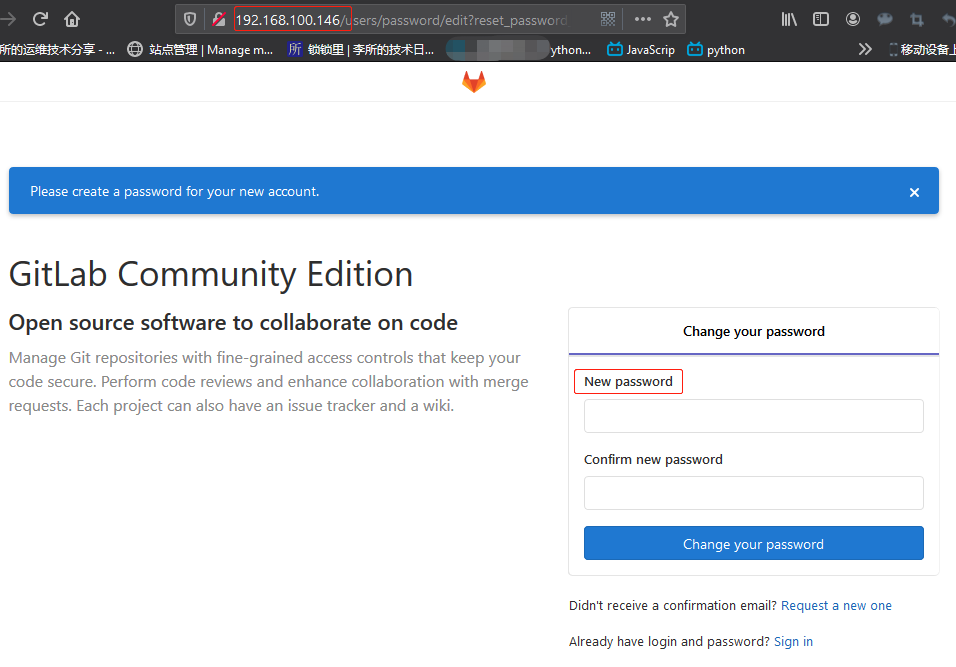 192.168.100.146/users/password/edit?reset_password
所的运维技术分享 - ...
站点管理 | Manage m...
所 锁锁里 | 李所的技术日...
ython...
JavaScrip
python
移动设备上
Please create a password for your new account.
GitLab Community Edition
Open source software to collaborate on code
Manage Git repositories with fine-grained access controls that keep your
code secure. Perform code reviews and enhance collaboration with merge
requests. Each project can also have an issue tracker and a wiki.
Change your password
New password
Confirm new password
Change your password
Didn't receive a confirmation email? Request a new one
Already have login and password? Sign in